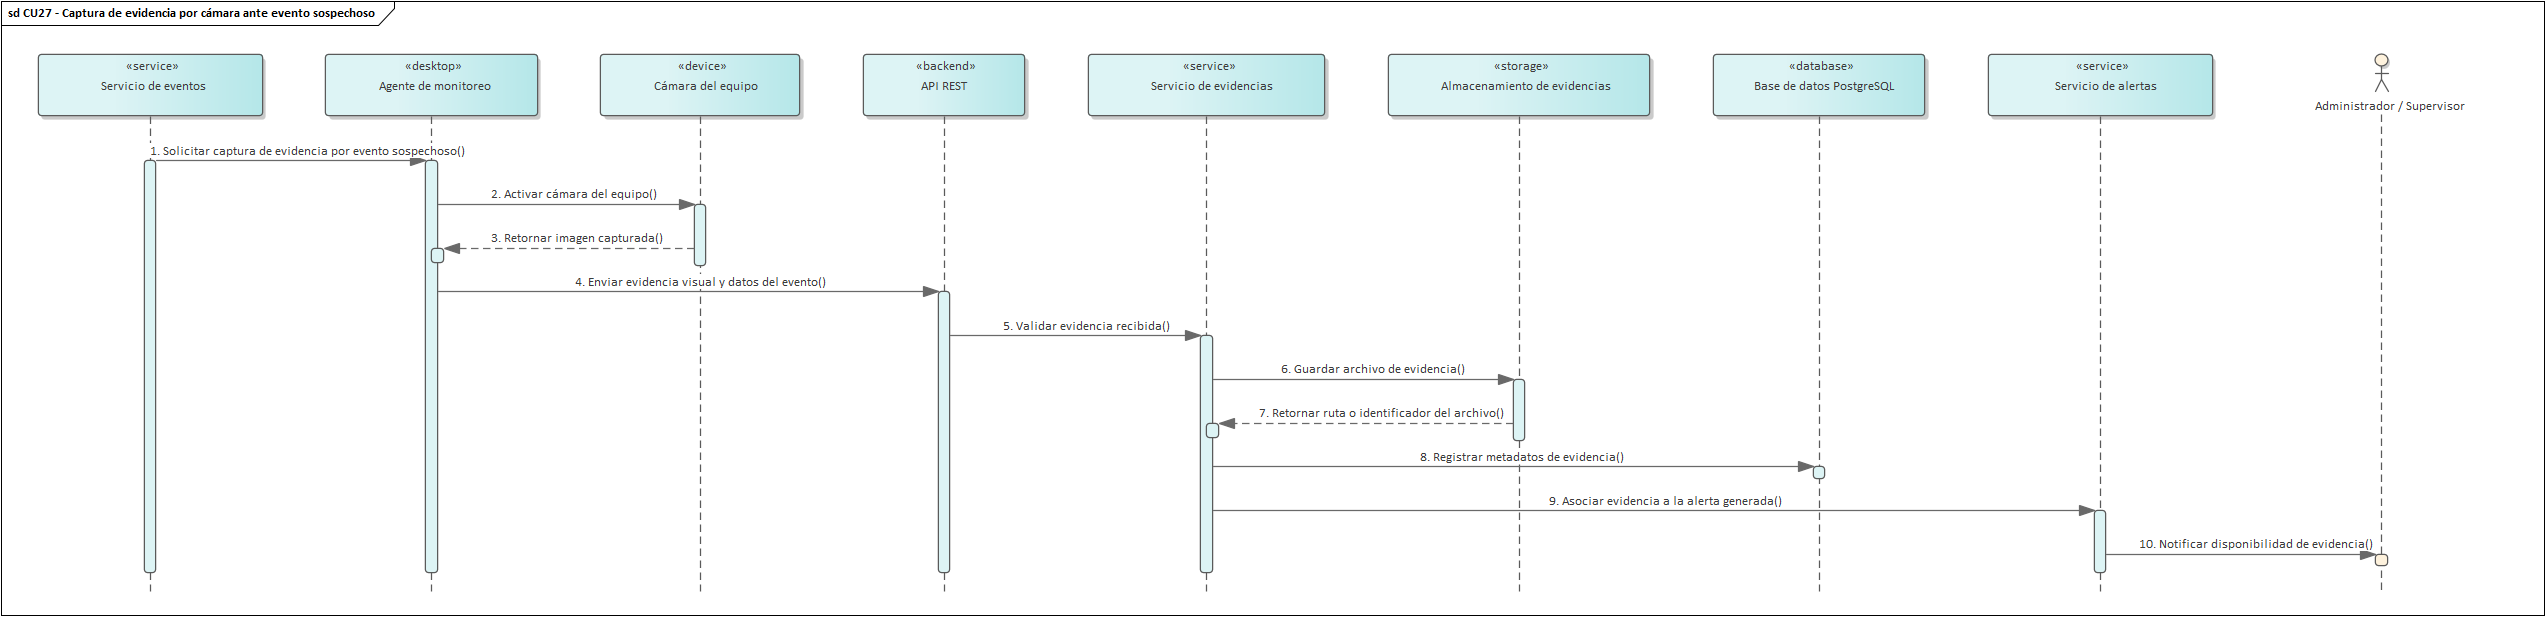 sd CU27 - Captura de evidencia por cámara ante evento sospechoso
«service»
Servicio de eventos
«desktop»
Agente de monitoreo
«device»
Cámara del equipo
«backend»
API REST
«service»
Servicio de evidencias
«storage»
Almacenamiento de evidencias
«database»
Base de datos PostgreSQL
«service»
Servicio de alertas
Administrador / Supervisor
1. Solicitar captura de evidencia por evento sospechoso()
2. Activar cámara del equipo()
3. Retornar imagen capturada()
4. Enviar evidencia visual y datos del evento()
5. Validar evidencia recibida()
6. Guardar archivo de evidencia()
7. Retornar ruta o identificador del archivo()
8. Registrar metadatos de evidencia()
9. Asociar evidencia a la alerta generada()
10. Notificar disponibilidad de evidencia()